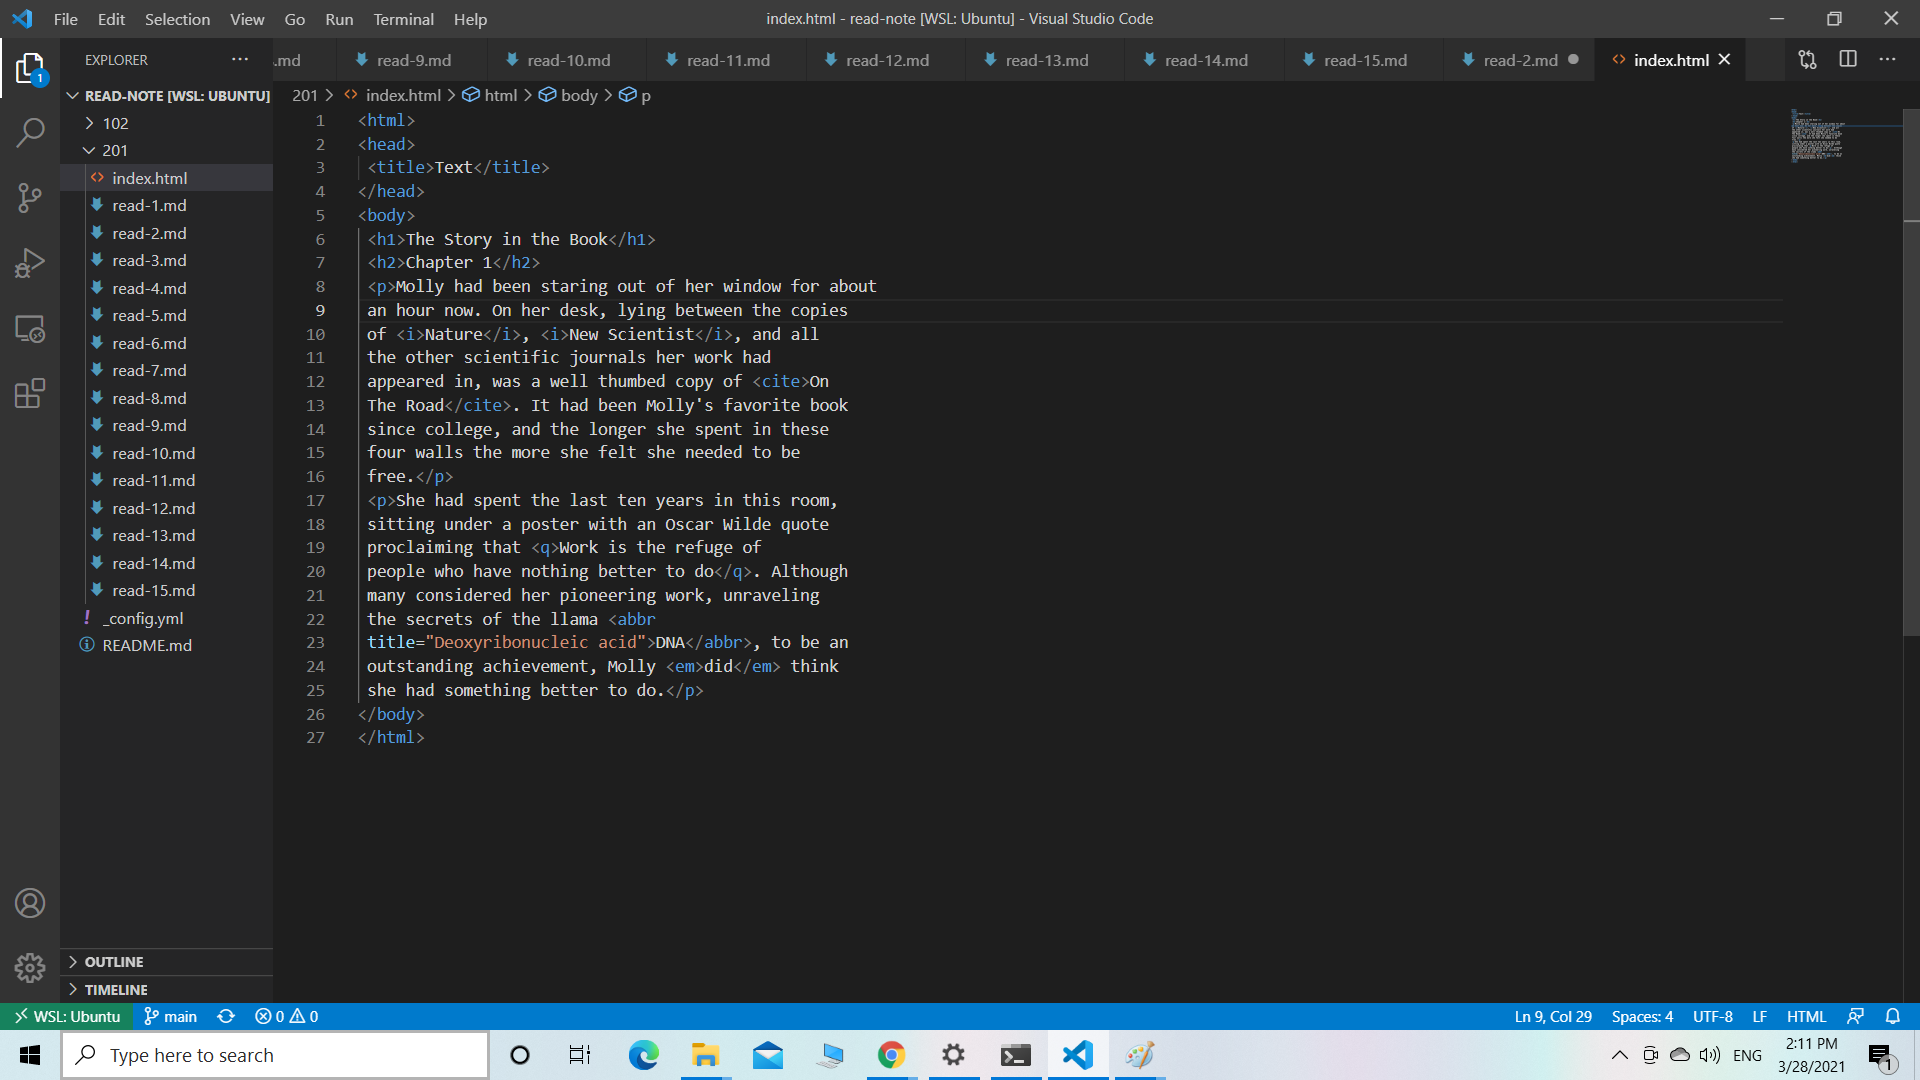 File Edit Selection View Go Run Terminal Help
index.html - read-note [WSL: Ubuntu] - Visual Studio Code
1
EXPLORER ...
READ-NOTE [WSL: UBUNTU]
102
201
index.html
read-1.md
read-2.md
read-3.md
read-4.md
read-5.md
read-6.md
read-7.md
read-8.md
read-9.md
read-10.md
read-11.md
read-12.md
read-13.md
read-14.md
read-15.md
! _config.yml
README.md
OUTLINE
TIMELINE
.md read-9.md read-10.md read-11.md read-12.md read-13.md read-14.md read-15.md read-2.md index.html
201 > index.html > html > body > p
1 <html>
2 <head>
3 <title>Text</title>
4 </head>
5 <body>
6 <h1>The Story in the Book</h1>
7 <h2>Chapter 1</h2>
8 <p>Molly had been staring out of her window for about
9 an hour now. On her desk, lying between the copies
10 of <i>Nature</i>, <i>New Scientist</i>, and all
11 the other scientific journals her work had
12 appeared in, was a well thumbed copy of <cite>On
13 The Road</cite>. It had been Molly's favorite book
14 since college, and the longer she spent in these
15 four walls the more she felt she needed to be
16 free.</p>
17 <p>She had spent the last ten years in this room,
18 sitting under a poster with an Oscar Wilde quote
19 proclaiming that <q>Work is the refuge of
20 people who have nothing better to do</q>. Although
21 many considered her pioneering work, unraveling
22 the secrets of the llama <abbr
23 title="Deoxyribonucleic acid">DNA</abbr>, to be an
24 outstanding achievement, Molly <em>did</em> think
25 she had something better to do.</p>
26 </body>
27 </html>
WSL: Ubuntu main 0 0 Ln 9, Col 29 Spaces: 4 UTF-8 LF HTML
Type here to search
ENG
2:11 PM
3/28/2021
1